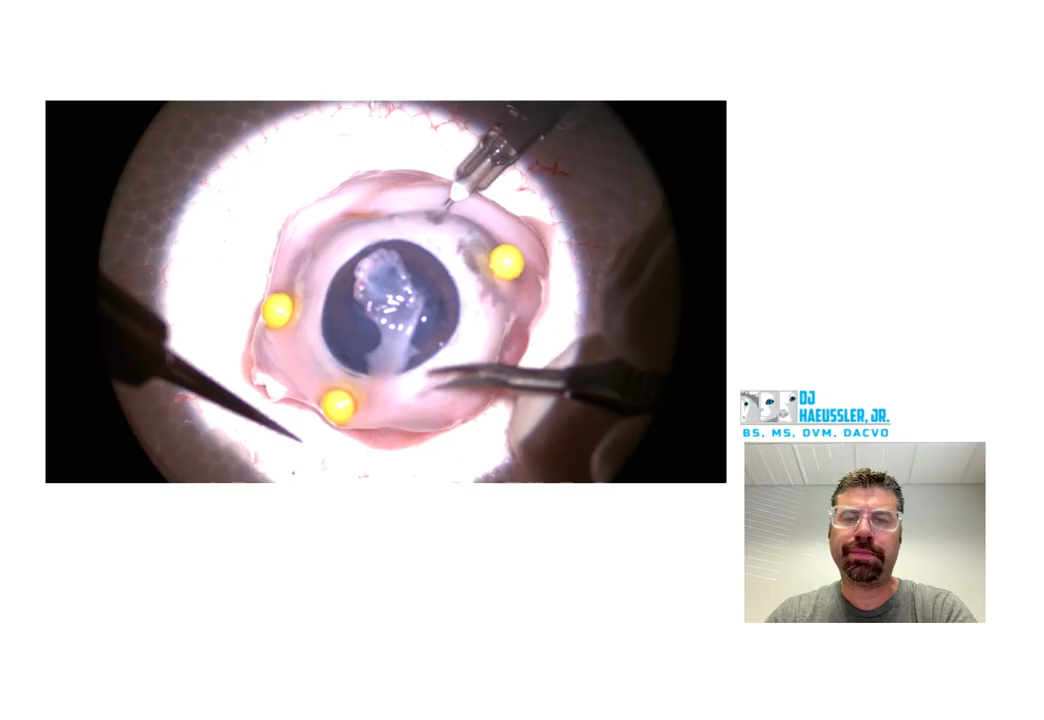 DJ
HAEUSSLER, JR.
BS, MS, DVM, DACVO